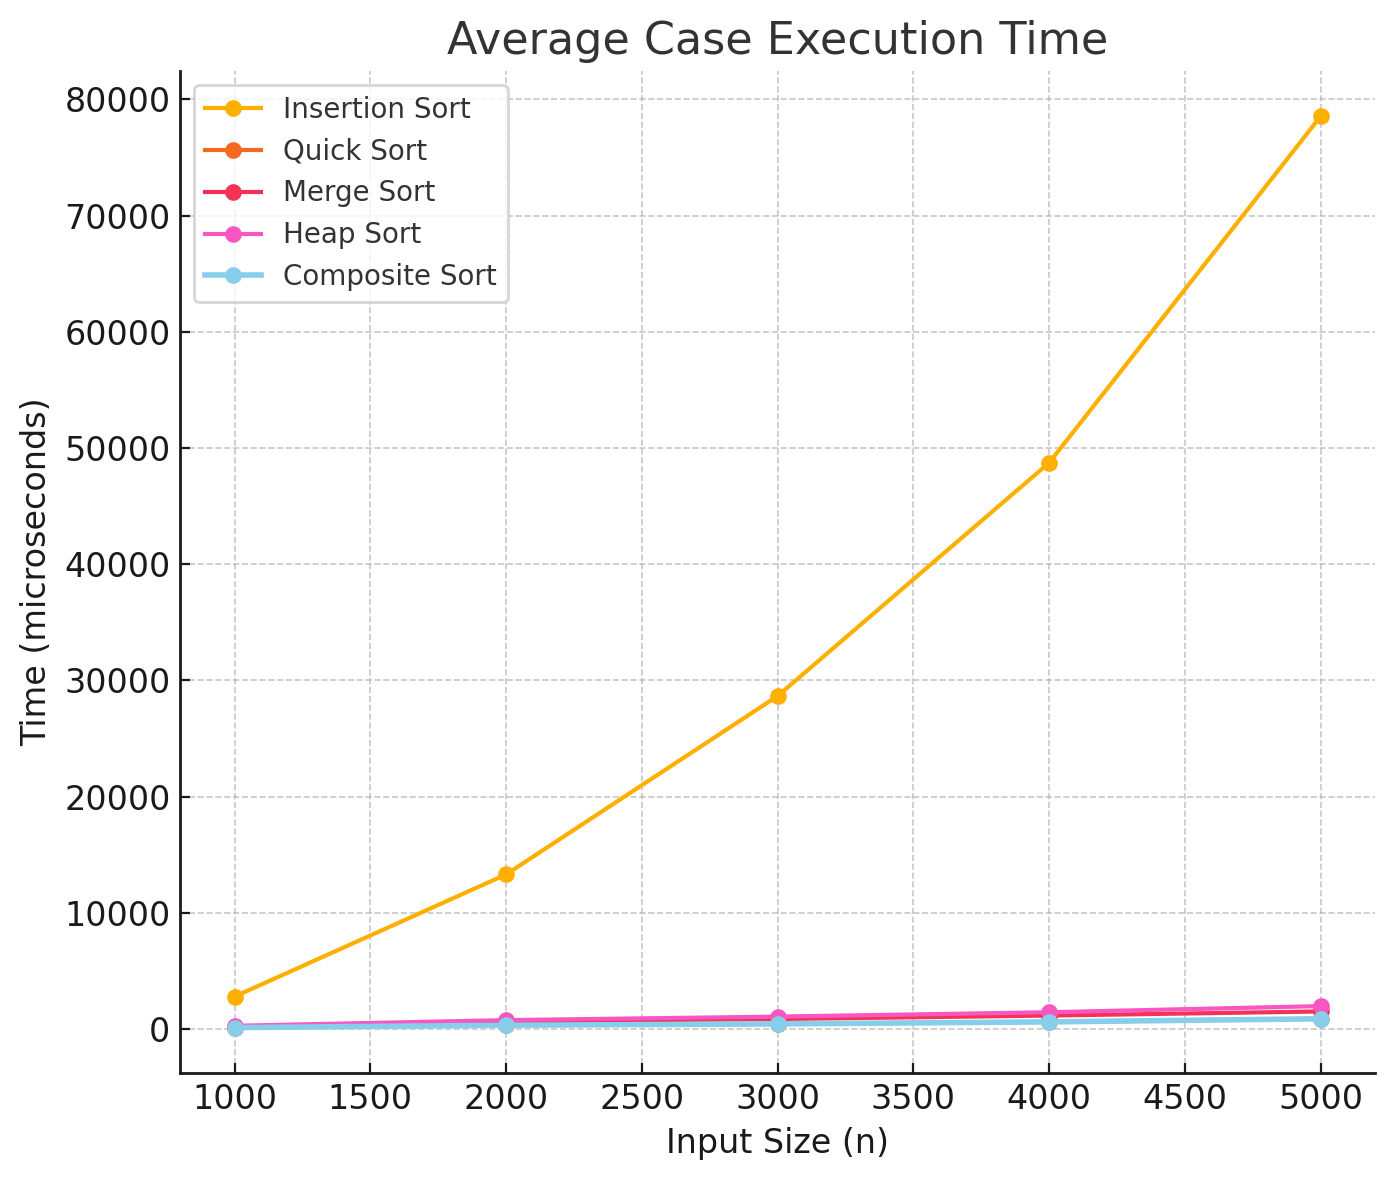 Average Case Execution Time
Insertion Sort
Quick Sort
Merge Sort
Heap Sort
Composite Sort
Time (microseconds)
80000
70000
60000
50000
40000
30000
20000
10000
0
1000 1500 2000 2500 3000 3500 4000 4500 5000
Input Size (n)